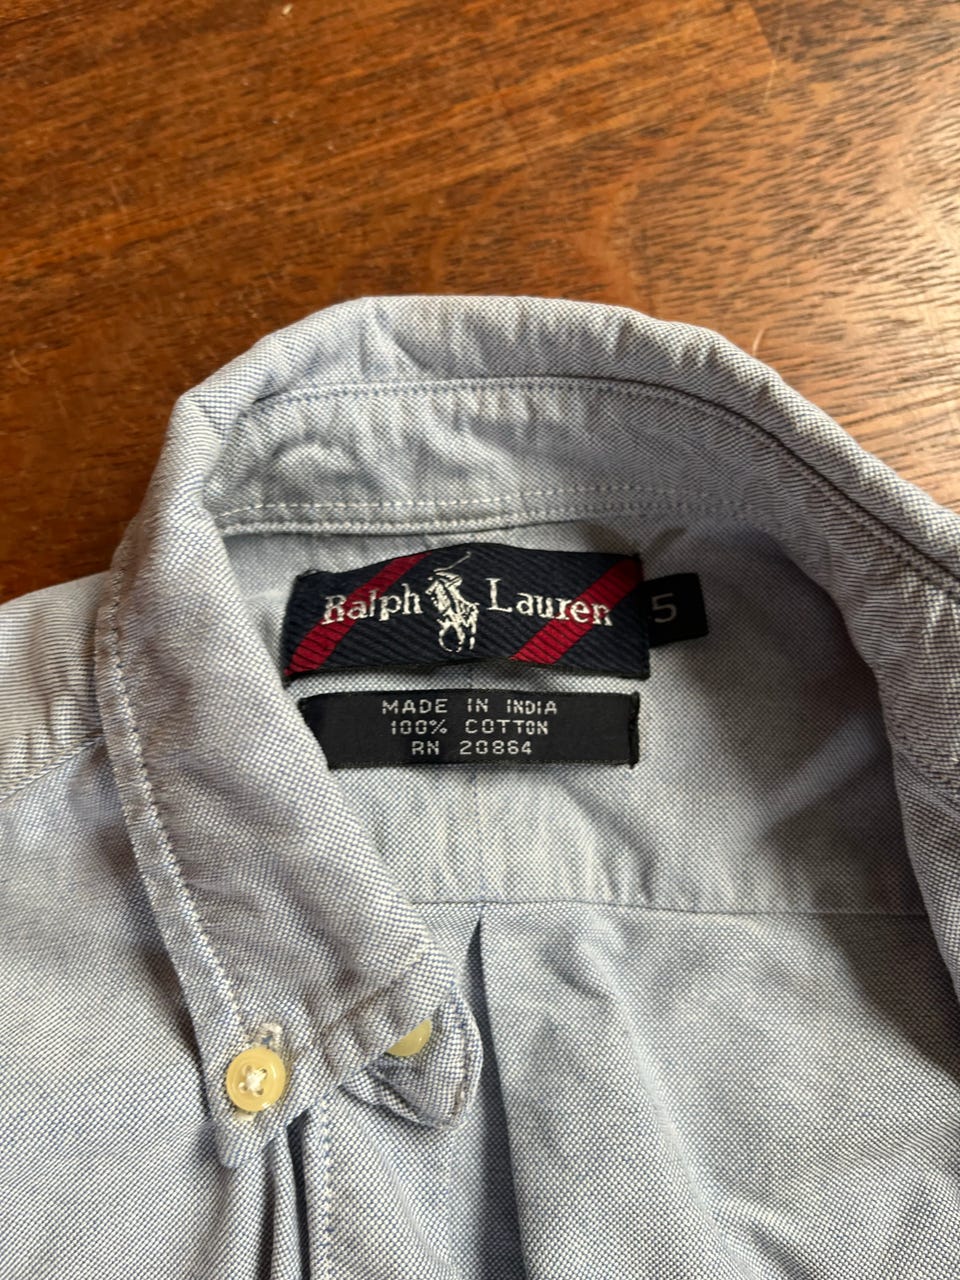 Ralph Lauren
5
MADE IN INDIA
100% COTTON
RN 20864